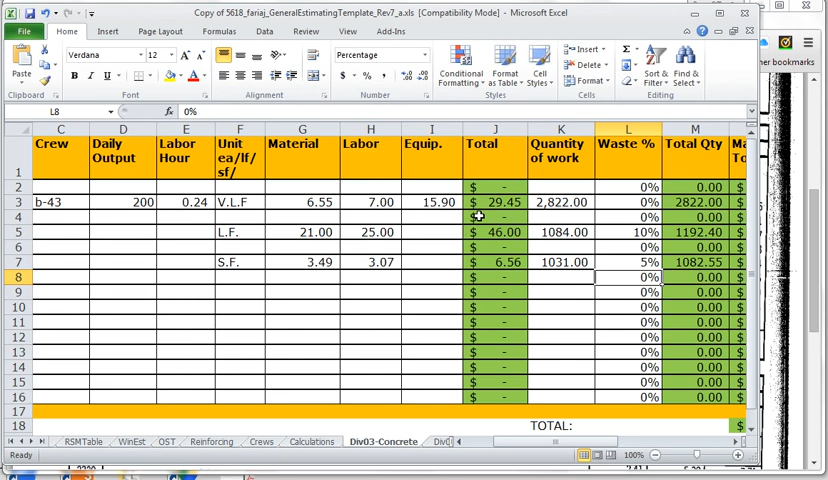 Copy of 5618_fariaj_GeneralEstimatingTemplate_Rev7_a.xls [Compatibility Mode] - Microsoft Excel
File Home Insert Page Layout Formulas Data Review View Add-Ins
Verdana 12 A A Percentage Insert Σ
Paste B I U $ % , Conditional Formatting Format as Table Cell Styles Delete Format Sort & Filter Find & Select
Clipboard Font Alignment Number Styles Cells Editing
her bookmarks
L8 fx 0%
C D E F G H I J K L M
1 Crew Daily Output Labor Hour Unit ea/lf/sf/ Material Labor Equip. Total Quantity of work Waste % Total Qty
2 $ - 0% 0.00 $
3 b-43 200 0.24 V.L.F 6.55 7.00 15.90 $ 29.45 2,822.00 0% 2822.00 $
4 $ - 0% 0.00 $
5 L.F. 21.00 25.00 $ 46.00 1084.00 10% 1192.40 $
6 $ - 0% 0.00 $
7 S.F. 3.49 3.07 $ 6.56 1031.00 5% 1082.55 $
8 $ - 0% 0.00 $
9 $ - 0% 0.00 $
10 $ - 0% 0.00 $
11 $ - 0% 0.00 $
12 $ - 0% 0.00 $
13 $ - 0% 0.00 $
14 $ - 0% 0.00 $
15 $ - 0% 0.00 $
16 $ - 0% 0.00 $
17
18 TOTAL: $
RSMTable WinEst OST Reinforcing Crews Calculations Div03-Concrete
Ready 100%